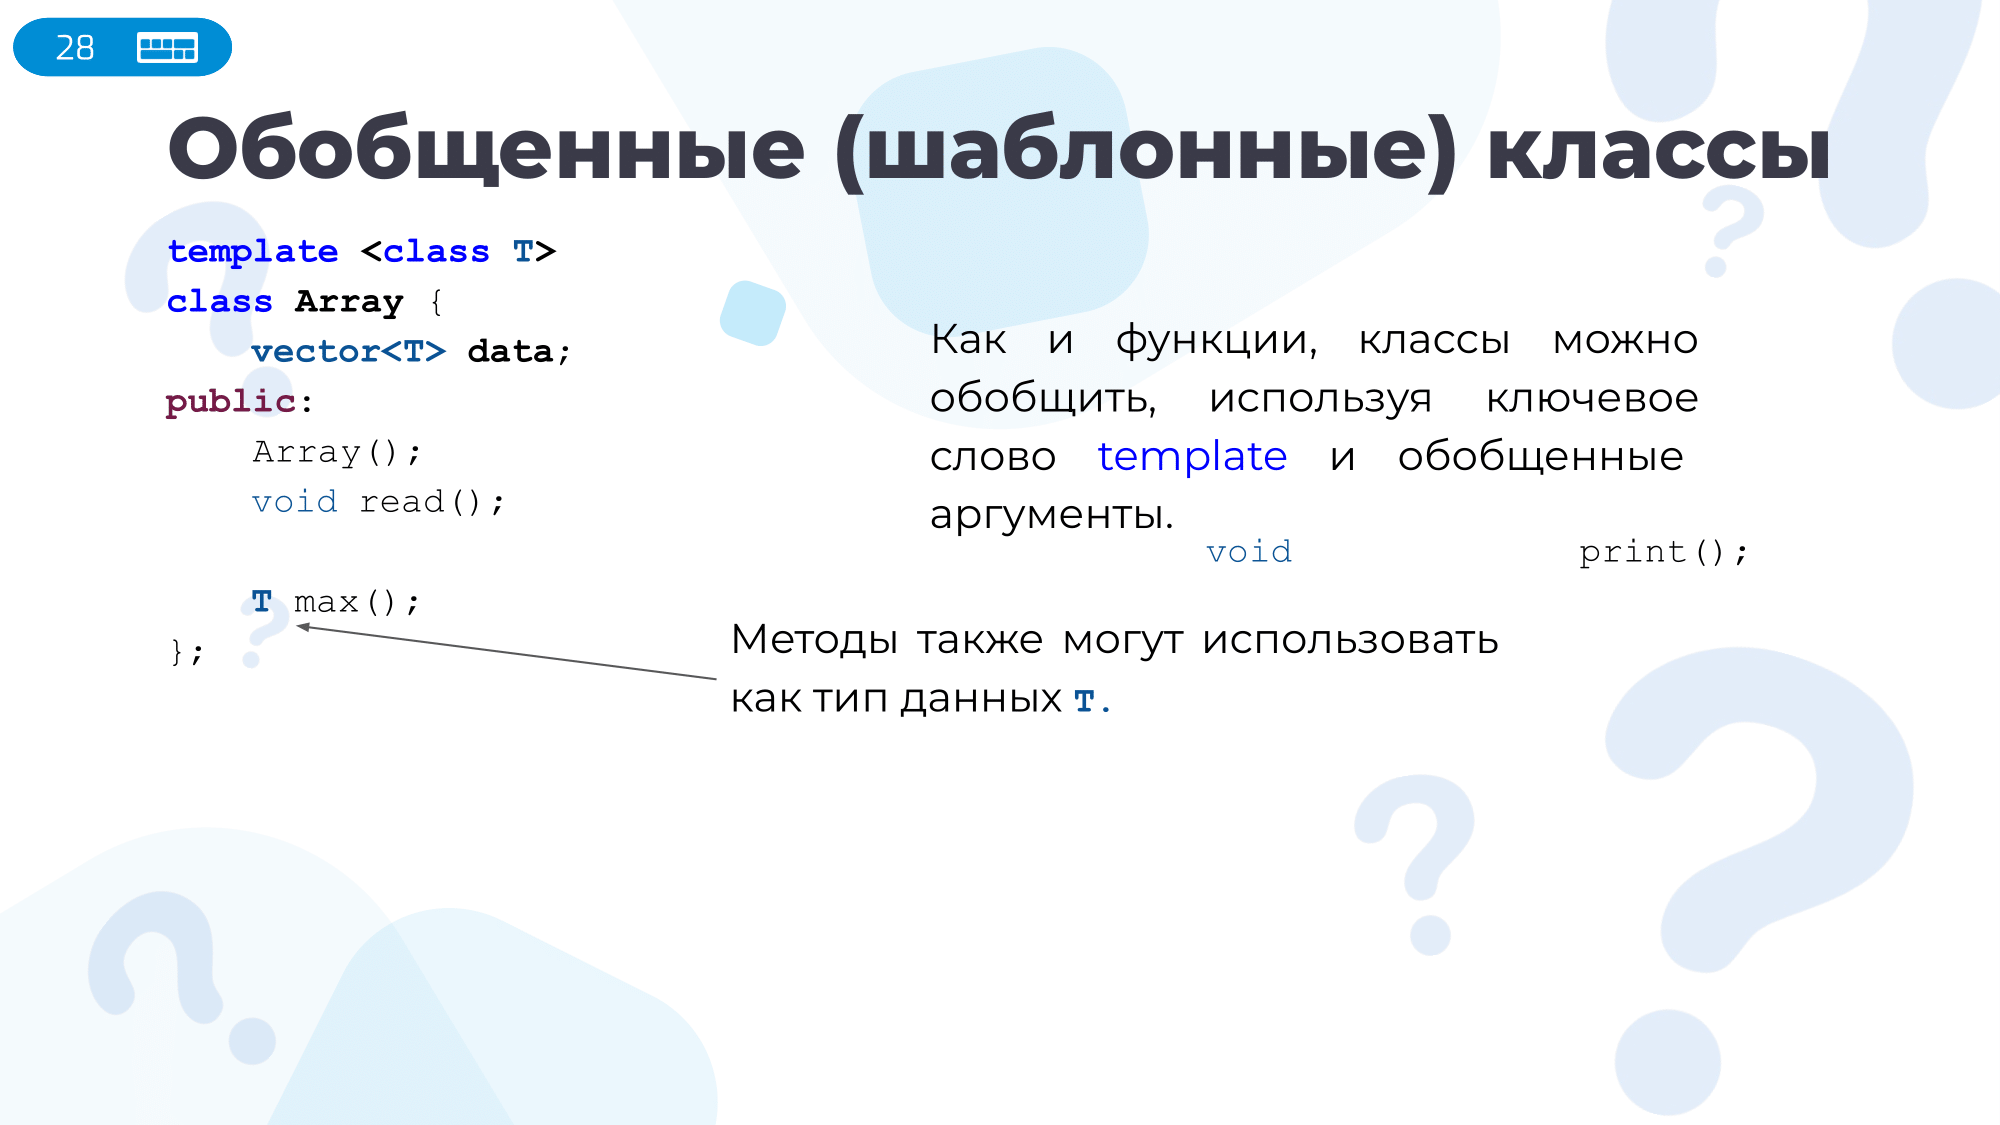 28
Обобщенные (шаблонные) классы
template <class T>
class Array {
vector<T> data;
public:
Array();
void read();
void print();
T max();
};
Как и функции, классы можно
обобщить, используя ключевое
слово template и обобщенные
аргументы.
Методы также могут использовать
как тип данных T.